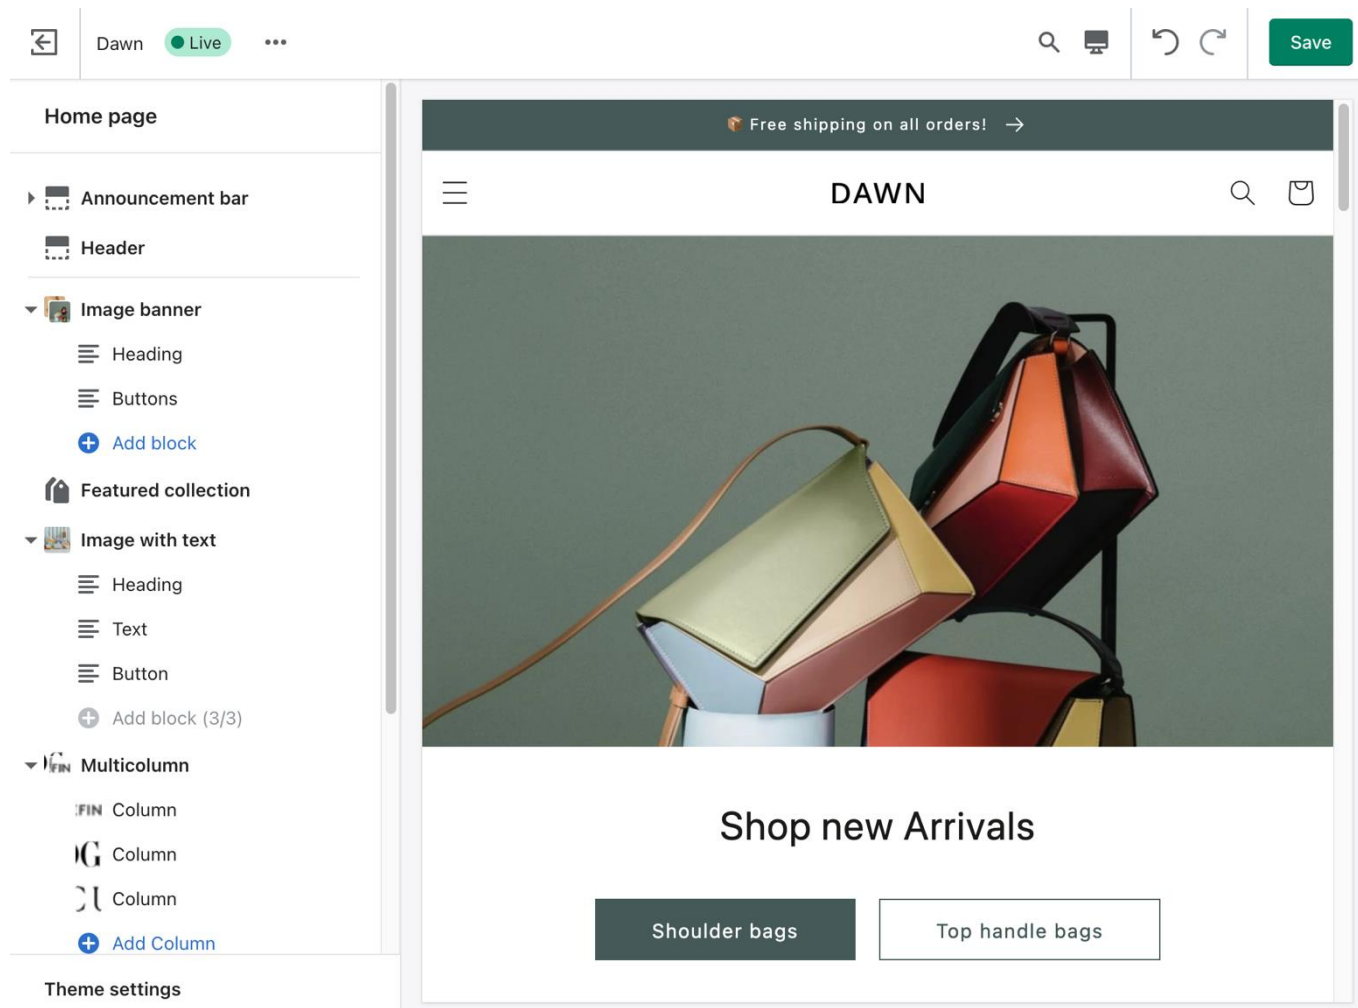 Dawn
Live
Save
Home page
Announcement bar
Header
Image banner
Heading
Buttons
Add block
Featured collection
Image with text
Heading
Text
Button
Add block (3/3)
Multicolumn
FIN Column
G Column
Column
Add Column
Theme settings
Free shipping on all orders!
DAWN
Shop new Arrivals
Shoulder bags
Top handle bags